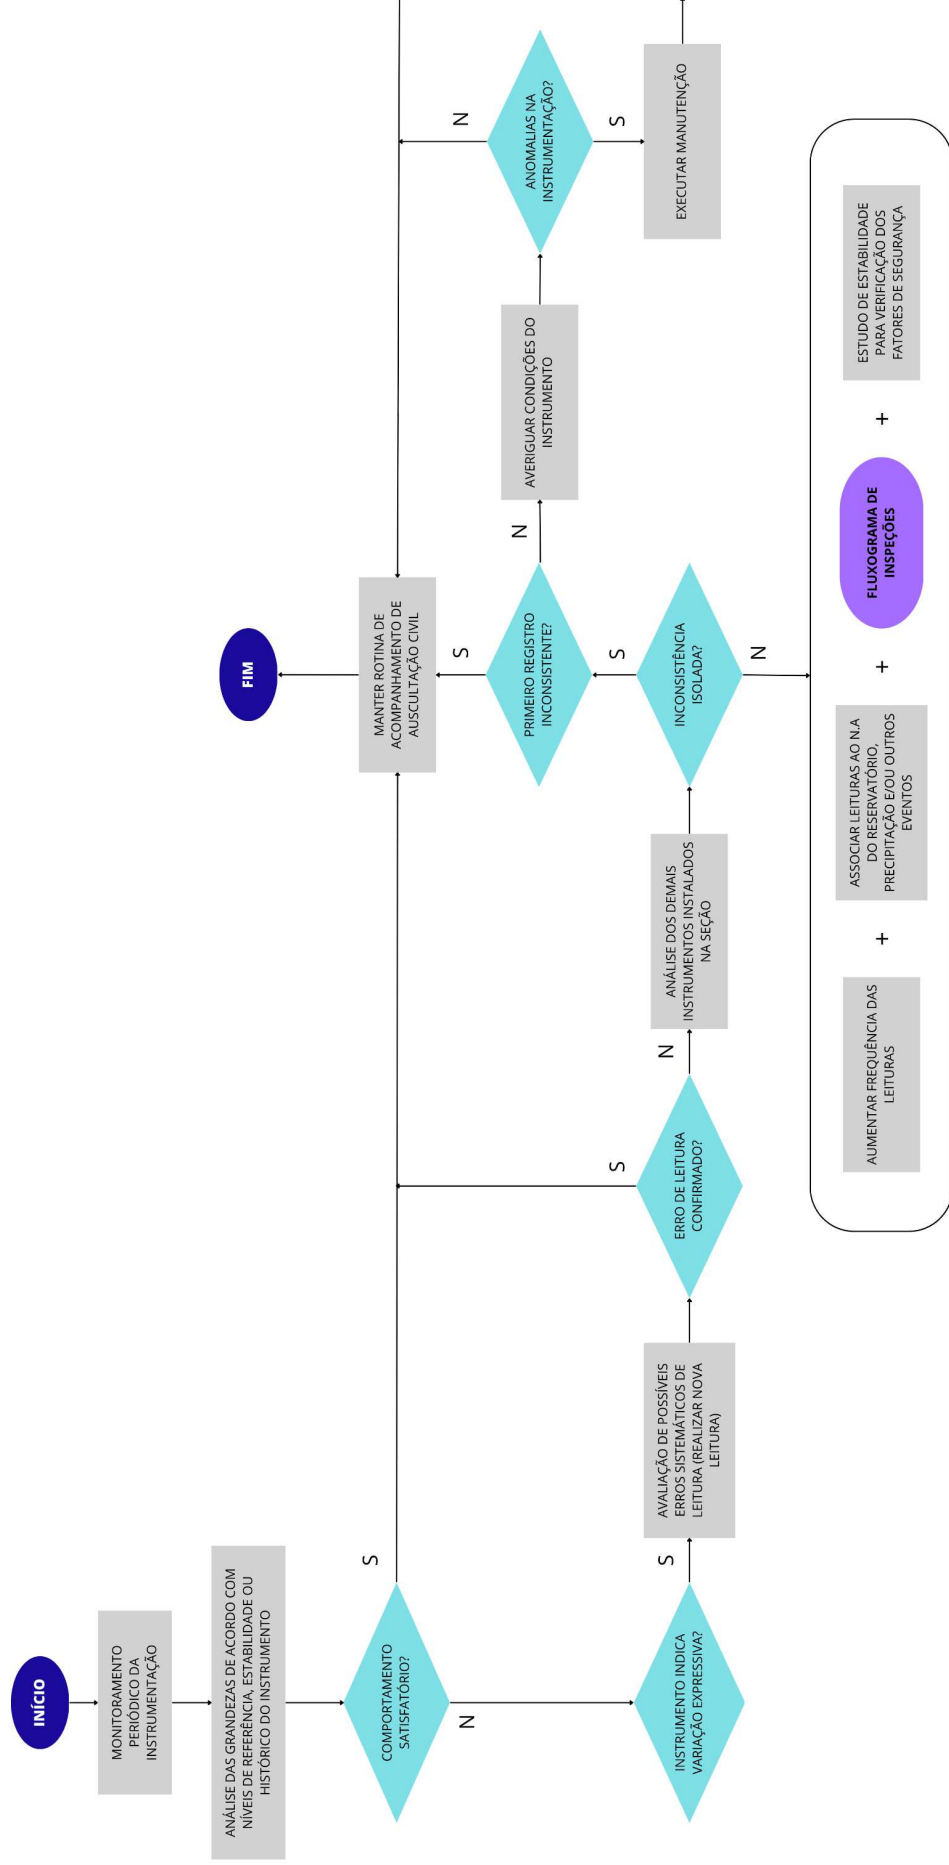 INÍCIO
MONITORAMENTO
PERIÓDICO DA
INSTRUMENTAÇÃO
ANÁLISE DAS GRANDEZAS DE ACORDO COM
NÍVEIS DE REFERÊNCIA, ESTABILIDADE OU
HISTÓRICO DO INSTRUMENTO
COMPORTAMENTO
SATISFATÓRIO?
S
N
INSTRUMENTO INDICA
VARIAÇÃO EXPRESSIVA?
S
AVALIAÇÃO DE POSSÍVEIS
ERROS SISTEMÁTICOS DE
LEITURA (REALIZAR NOVA
LEITURA)
ERRO DE LEITURA
CONFIRMADO?
S
N
ANÁLISE DOS DEMAIS
INSTRUMENTOS INSTALADOS
NA SEÇÃO
INCONSISTÊNCIA
ISOLADA?
S
N
PRIMEIRO REGISTRO
INCONSISTENTE?
S
N
MANTER ROTINA DE
ACOMPANHAMENTO DE
AUSCULTAÇÃO CIVIL
FIM
AVERIGUAR CONDIÇÕES DO
INSTRUMENTO
ANOMALIAS NA
INSTRUMENTAÇÃO?
N
S
EXECUTAR MANUTENÇÃO
AUMENTAR FREQUÊNCIA DAS
LEITURAS
+
ASSOCIAR LEITURAS AO N.A
DO RESERVATÓRIO,
PRECIPITAÇÃO E/OU OUTROS
EVENTOS
+
FLUXOGRAMA DE
INSPEÇÕES
+
ESTUDO DE ESTABILIDADE
PARA VERIFICAÇÃO DOS
FATORES DE SEGURANÇA